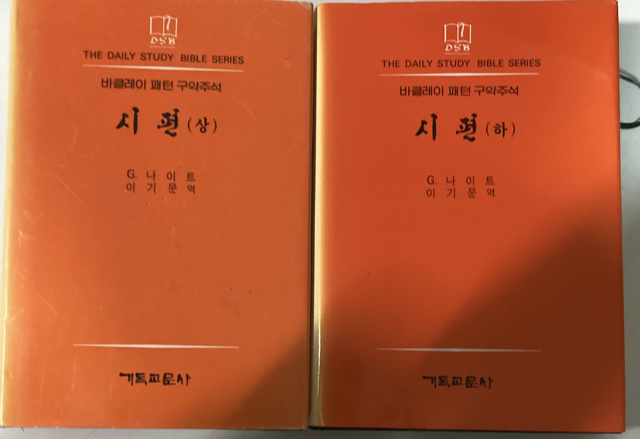 DSB
THE DAILY STUDY BIBLE SERIES
바클레이 패턴 구약주석
시 편 (상)
G. 나 이 트
이 기 문 역
기독교문사
DSB
THE DAILY STUDY BIBLE SERIES
바클레이 패턴 구약주석
시 편 (하)
G. 나 이 트
이 기 문 역
기독교문사